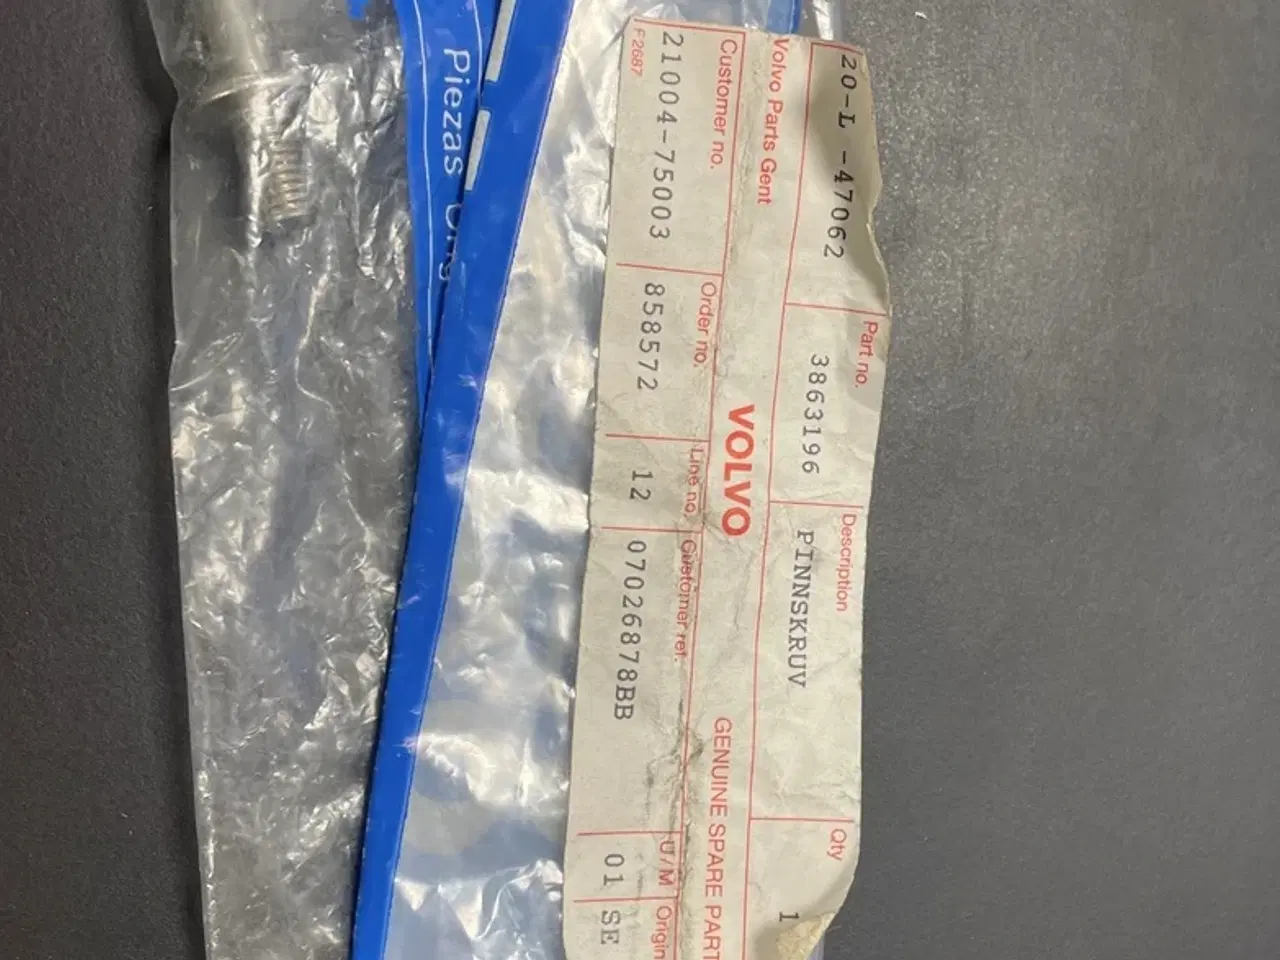 20-L -47062
Part no. Description Qty
3863196 PINNSKRUV 1
Volvo Parts Gent VOLVO GENUINE SPARE PART
Customer no. Order no. Line no. Customer ref. U/M Origin
21004-75003 858572 12 07026878BB 01 SE
F2687
Piezas